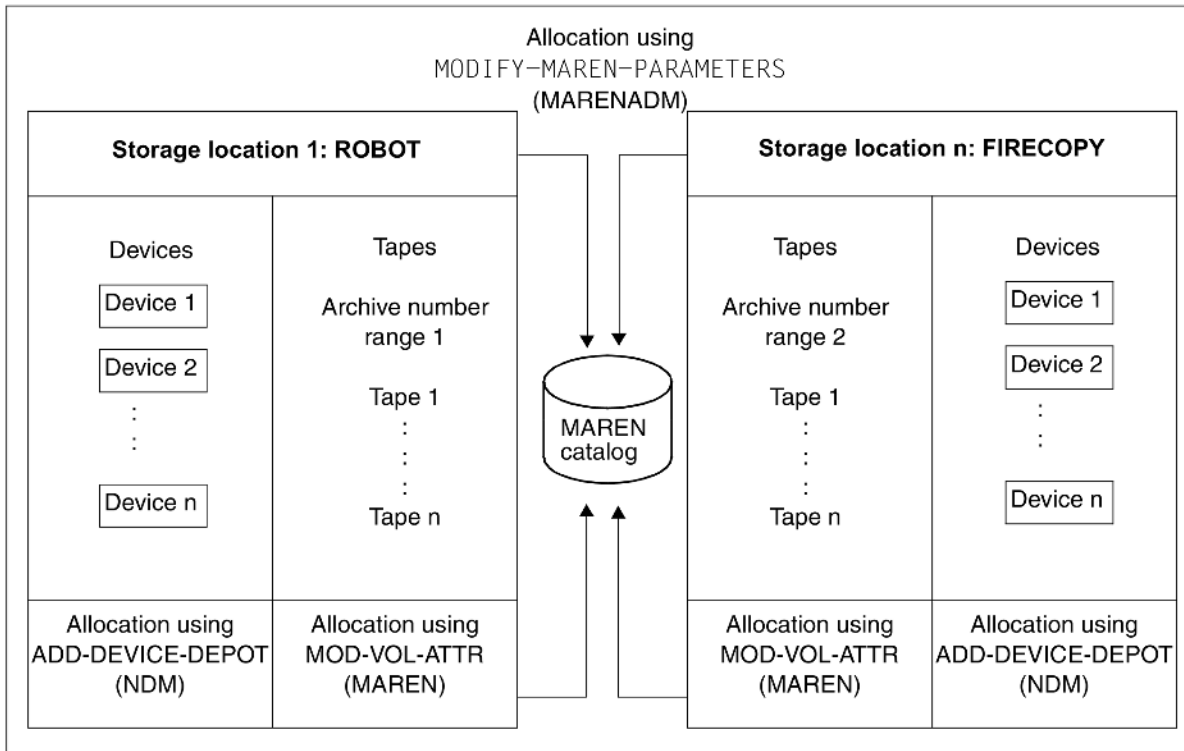 Allocation using
MODIFY-MAREN-PARAMETERS
(MARENADM)
Storage location 1: ROBOT
Devices
Device 1
Device 2
:
:
Device n
Tapes
Archive number
range 1
Tape 1
:
:
:
Tape n
Allocation using
ADD-DEVICE-DEPOT
(NDM)
Allocation using
MOD-VOL-ATTR
(MAREN)
MAREN
catalog
Storage location n: FIRECOPY
Tapes
Archive number
range 2
Tape 1
:
:
:
Tape n
Devices
Device 1
Device 2
:
:
Device n
Allocation using
MOD-VOL-ATTR
(MAREN)
Allocation using
ADD-DEVICE-DEPOT
(NDM)